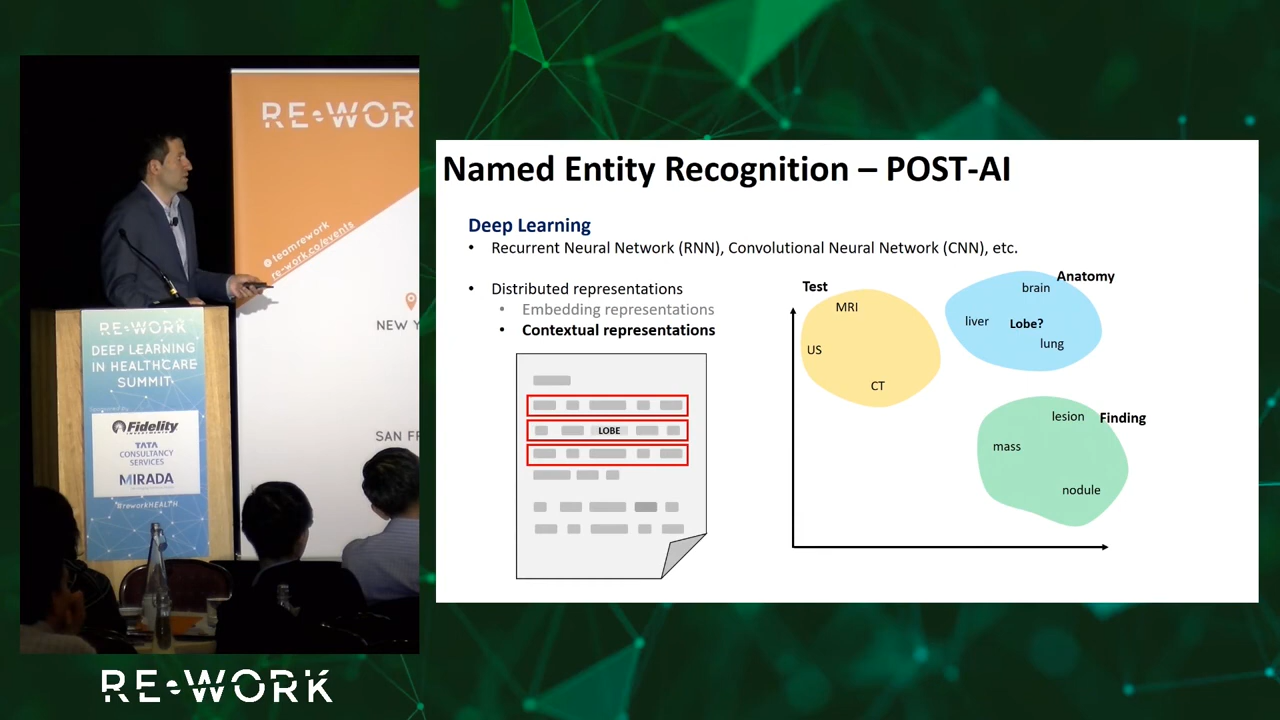 RE•WOR
@teamrework
re-work.co/events
NEW Y
SAN FR
RE•WORK
DEEP LEARNING
IN HEALTHCARE
SUMMIT
Fidelity
INVESTMENTS
TATA
CONSULTANCY
SERVICES
MIRADA
#reworkHEALTH
RE•WORK
Named Entity Recognition – POST-AI
Deep Learning
• Recurrent Neural Network (RNN), Convolutional Neural Network (CNN), etc.
• Distributed representations
• Embedding representations
• Contextual representations
LOBE
Test
MRI
US
CT
Anatomy
brain
liver
Lobe?
lung
Finding
lesion
mass
nodule